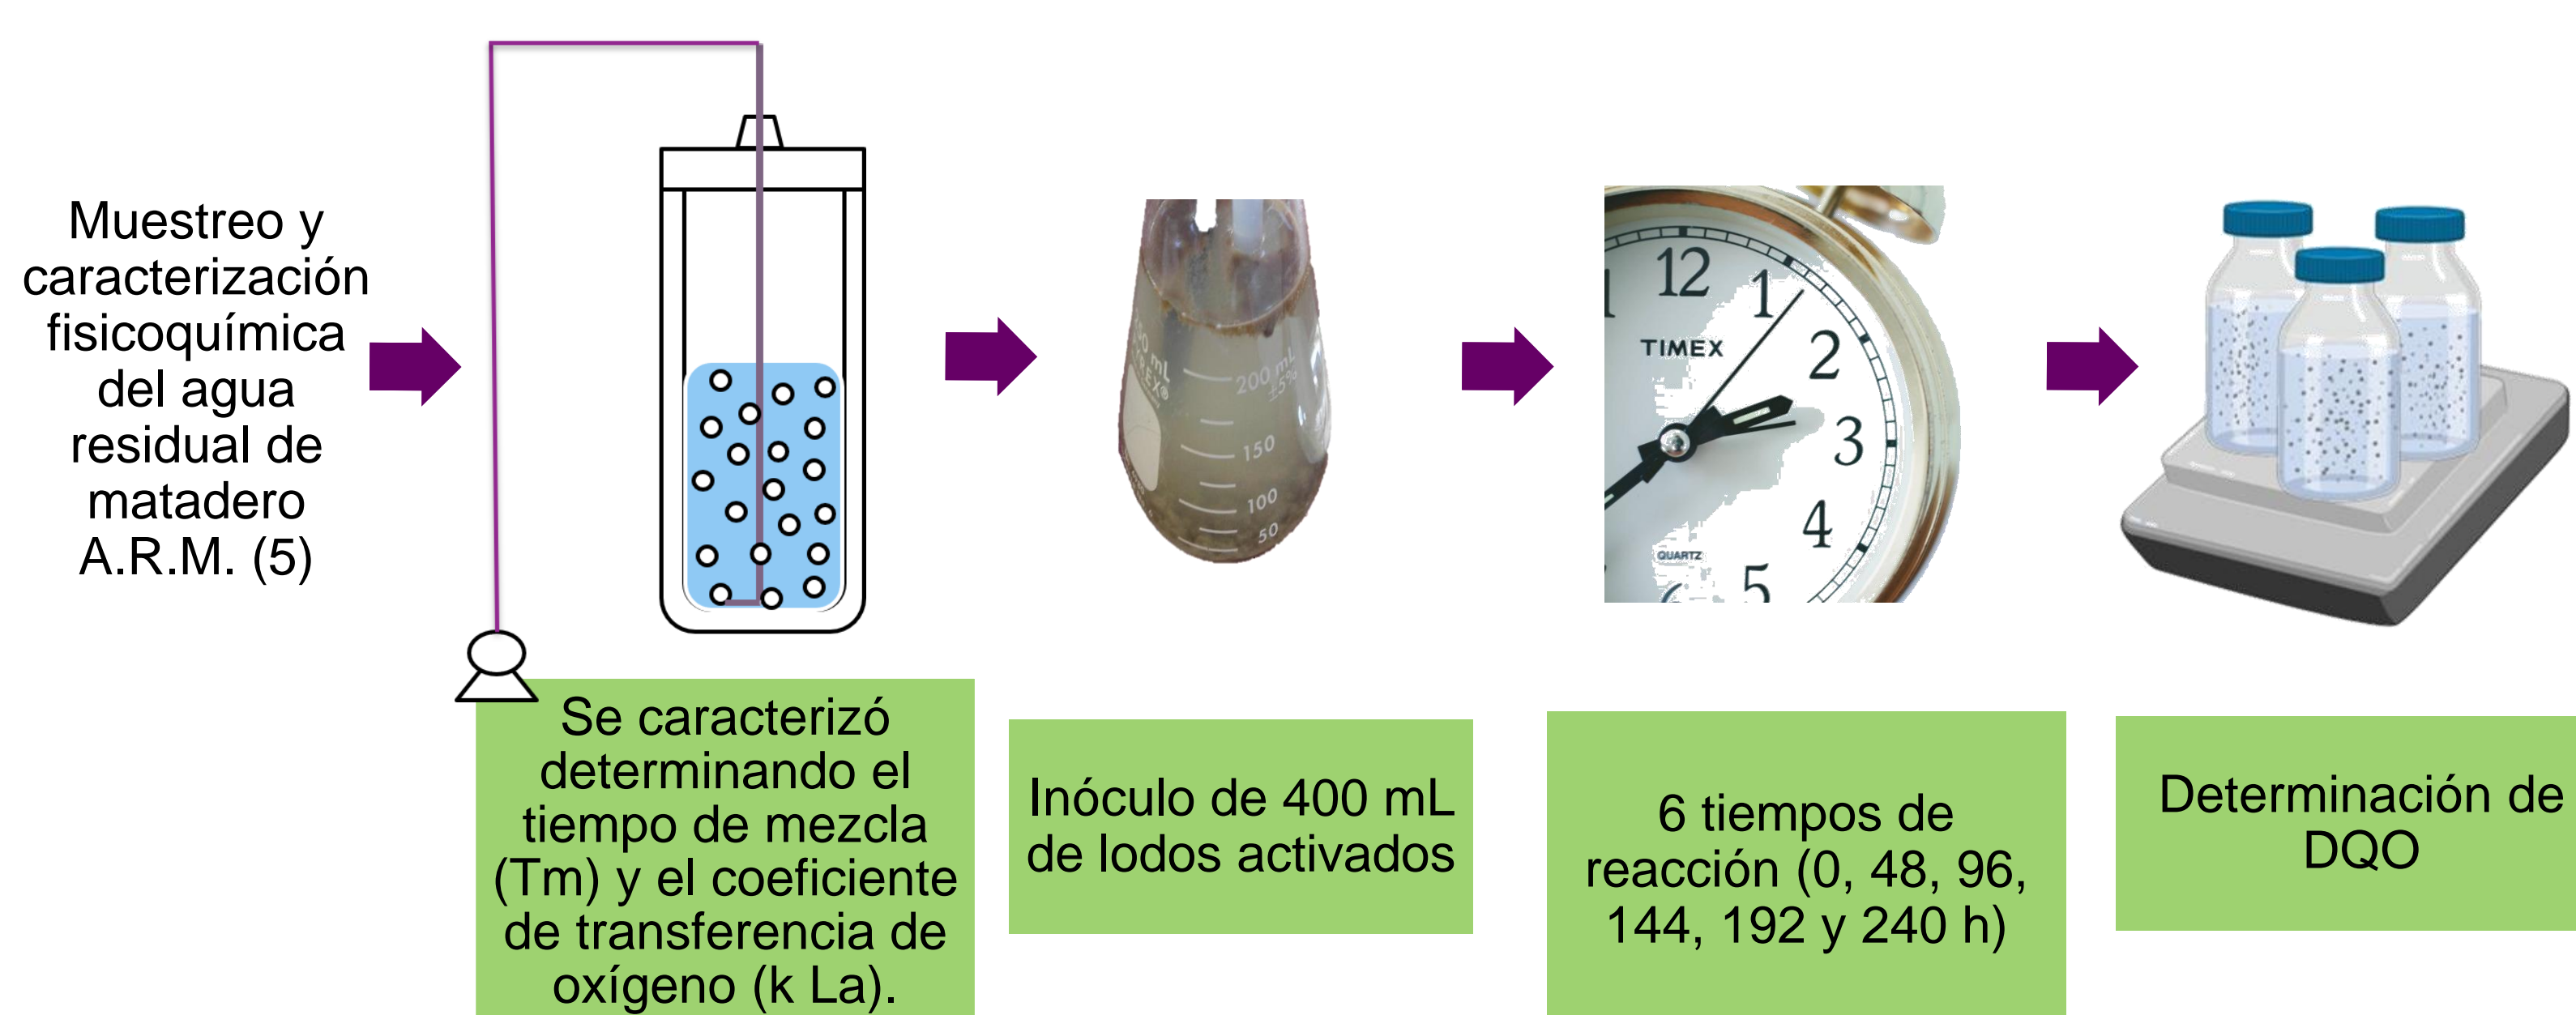 Muestreo y
caracterización
fisicoquímica
del agua
residual de
matadero
A.R.M. (5)
Se caracterizó
determinando el
tiempo de mezcla
(Tm) y el coeficiente
de transferencia de
oxígeno (k La).
200 mL
±5%
150
100
50
Inóculo de 400 mL
de lodos activados
12
1
2
TIMEX
3
4
QUARTZ
5
6 tiempos de
reacción (0, 48, 96,
144, 192 y 240 h)
Determinación de
DQO